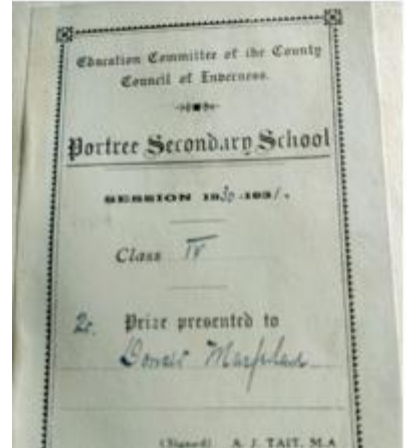 Education Committee of the County
Council of Inverness.
Portree Secondary School
SESSION 1930-1931.
Class IV
2c. Prize presented to
(Signed) A. J. TAIT, M.A